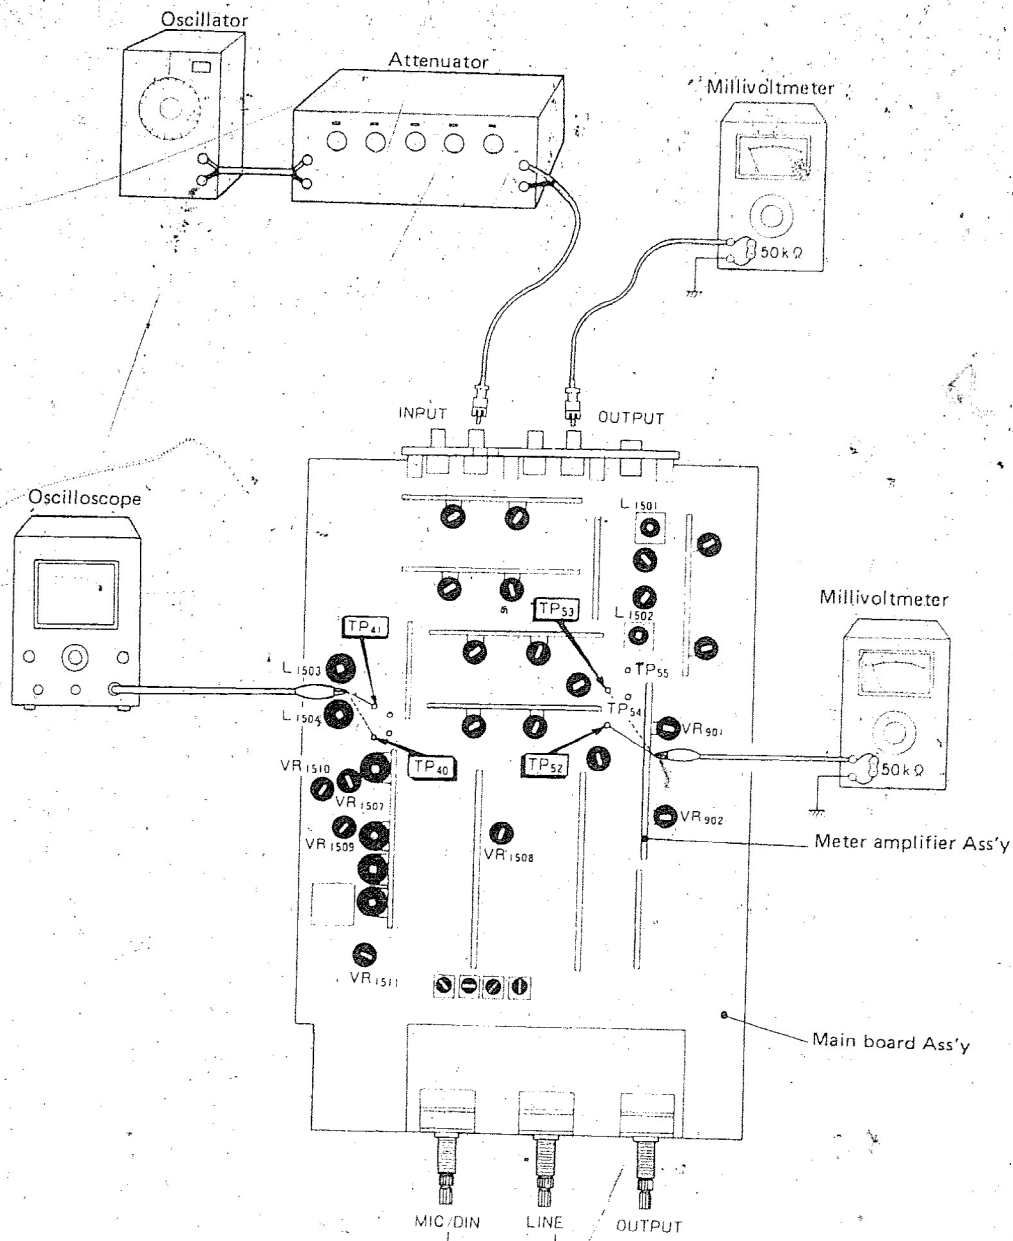 Oscillator
Attenuator
Millivoltmeter
50kΩ
INPUT
OUTPUT
Oscilloscope
L1501
TP53
L1502
Millivoltmeter
TP41
L1503
TP55
L1504
TP54
VR901
VR1510
TP40
TP52
50kΩ
VR1507
VR902
VR1509
VR1508
Meter amplifier Ass'y
VR1511
Main board Ass'y
MIC/DIN
LINE
OUTPUT